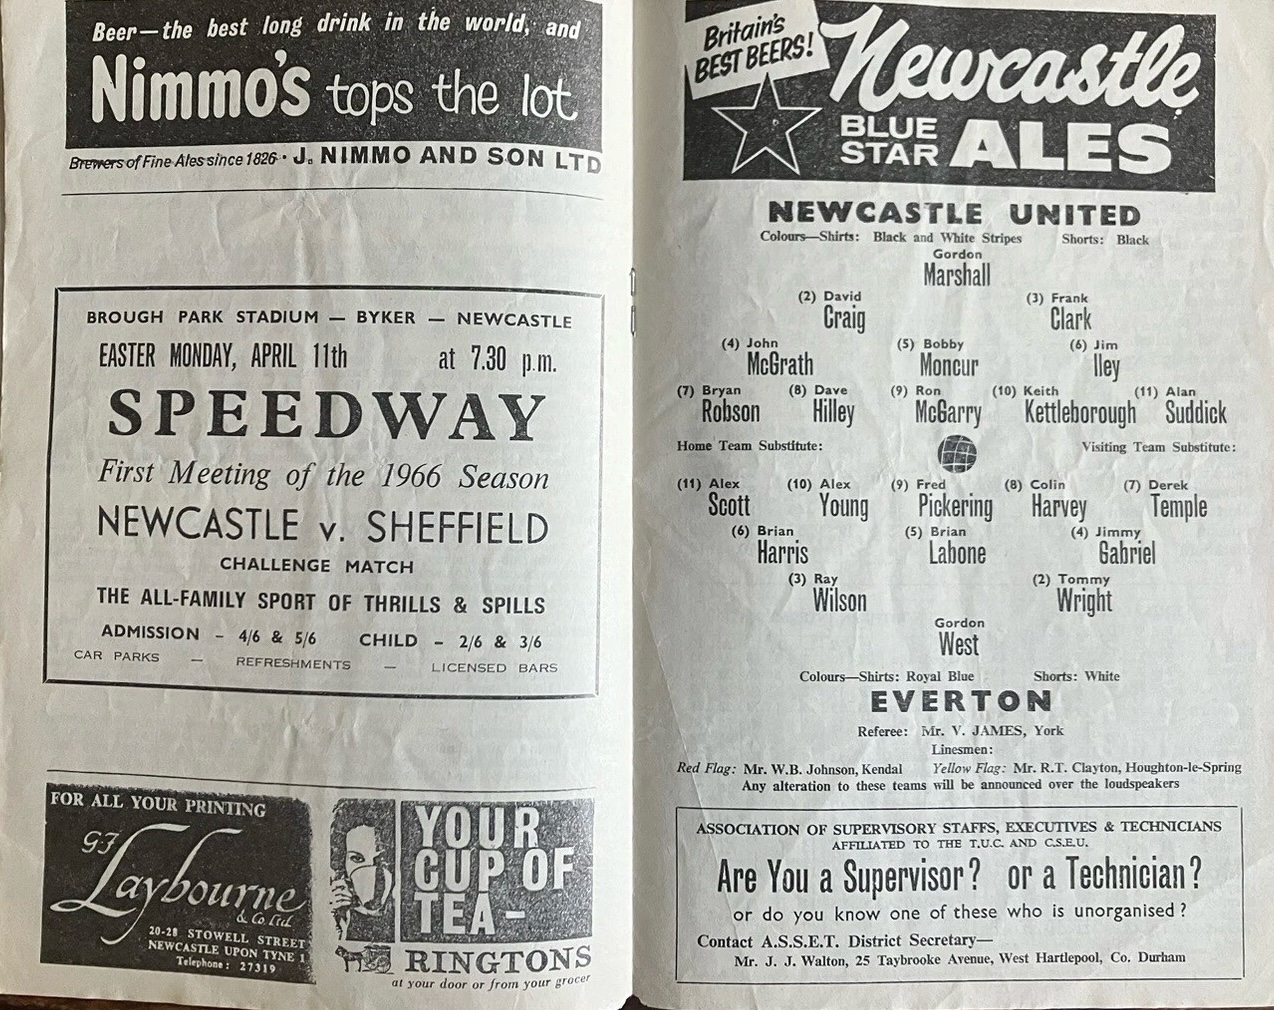 Beer—the best long drink in the world, and
Nimmo's tops the lot
Brewers of Fine Ales since 1826 · J. NIMMO AND SON LTD
BROUGH PARK STADIUM — BYKER — NEWCASTLE
EASTER MONDAY, APRIL 11th at 7.30 p.m.
SPEEDWAY
First Meeting of the 1966 Season
NEWCASTLE v. SHEFFIELD
CHALLENGE MATCH
THE ALL-FAMILY SPORT OF THRILLS & SPILLS
ADMISSION - 4/6 & 5/6 CHILD - 2/6 & 3/6
CAR PARKS — REFRESHMENTS — LICENSED BARS
FOR ALL YOUR PRINTING
GJ
Laybourne
& Co. Ltd.
20-28 STOWELL STREET
NEWCASTLE UPON TYNE 1
Telephone: 27319
YOUR
CUP OF
TEA-
RINGTONS
at your door or from your grocer
Britain's
BEST BEERS!
Newcastle
BLUE
STAR ALES
NEWCASTLE UNITED
Colours—Shirts: Black and White Stripes Shorts: Black
Gordon
Marshall
(2) David (3) Frank
Craig Clark
(4) John (5) Bobby (6) Jim
McGrath Moncur Iley
(7) Bryan (8) Dave (9) Ron (10) Keith (11) Alan
Robson Hilley McGarry Kettleborough Suddick
Home Team Substitute: Visiting Team Substitute:
(11) Alex (10) Alex (9) Fred (8) Colin (7) Derek
Scott Young Pickering Harvey Temple
(6) Brian (5) Brian (4) Jimmy
Harris Labone Gabriel
(3) Ray (2) Tommy
Wilson Wright
Gordon
West
Colours—Shirts: Royal Blue Shorts: White
EVERTON
Referee: Mr. V. JAMES, York
Linesmen:
Red Flag: Mr. W.B. Johnson, Kendal Yellow Flag: Mr. R.T. Clayton, Houghton-le-Spring
Any alteration to these teams will be announced over the loudspeakers
ASSOCIATION OF SUPERVISORY STAFFS, EXECUTIVES & TECHNICIANS
AFFILIATED TO THE T.U.C. AND C.S.E.U.
Are You a Supervisor? or a Technician?
or do you know one of these who is unorganised?
Contact A.S.S.E.T. District Secretary—
Mr. J. J. Walton, 25 Taybrooke Avenue, West Hartlepool, Co. Durham